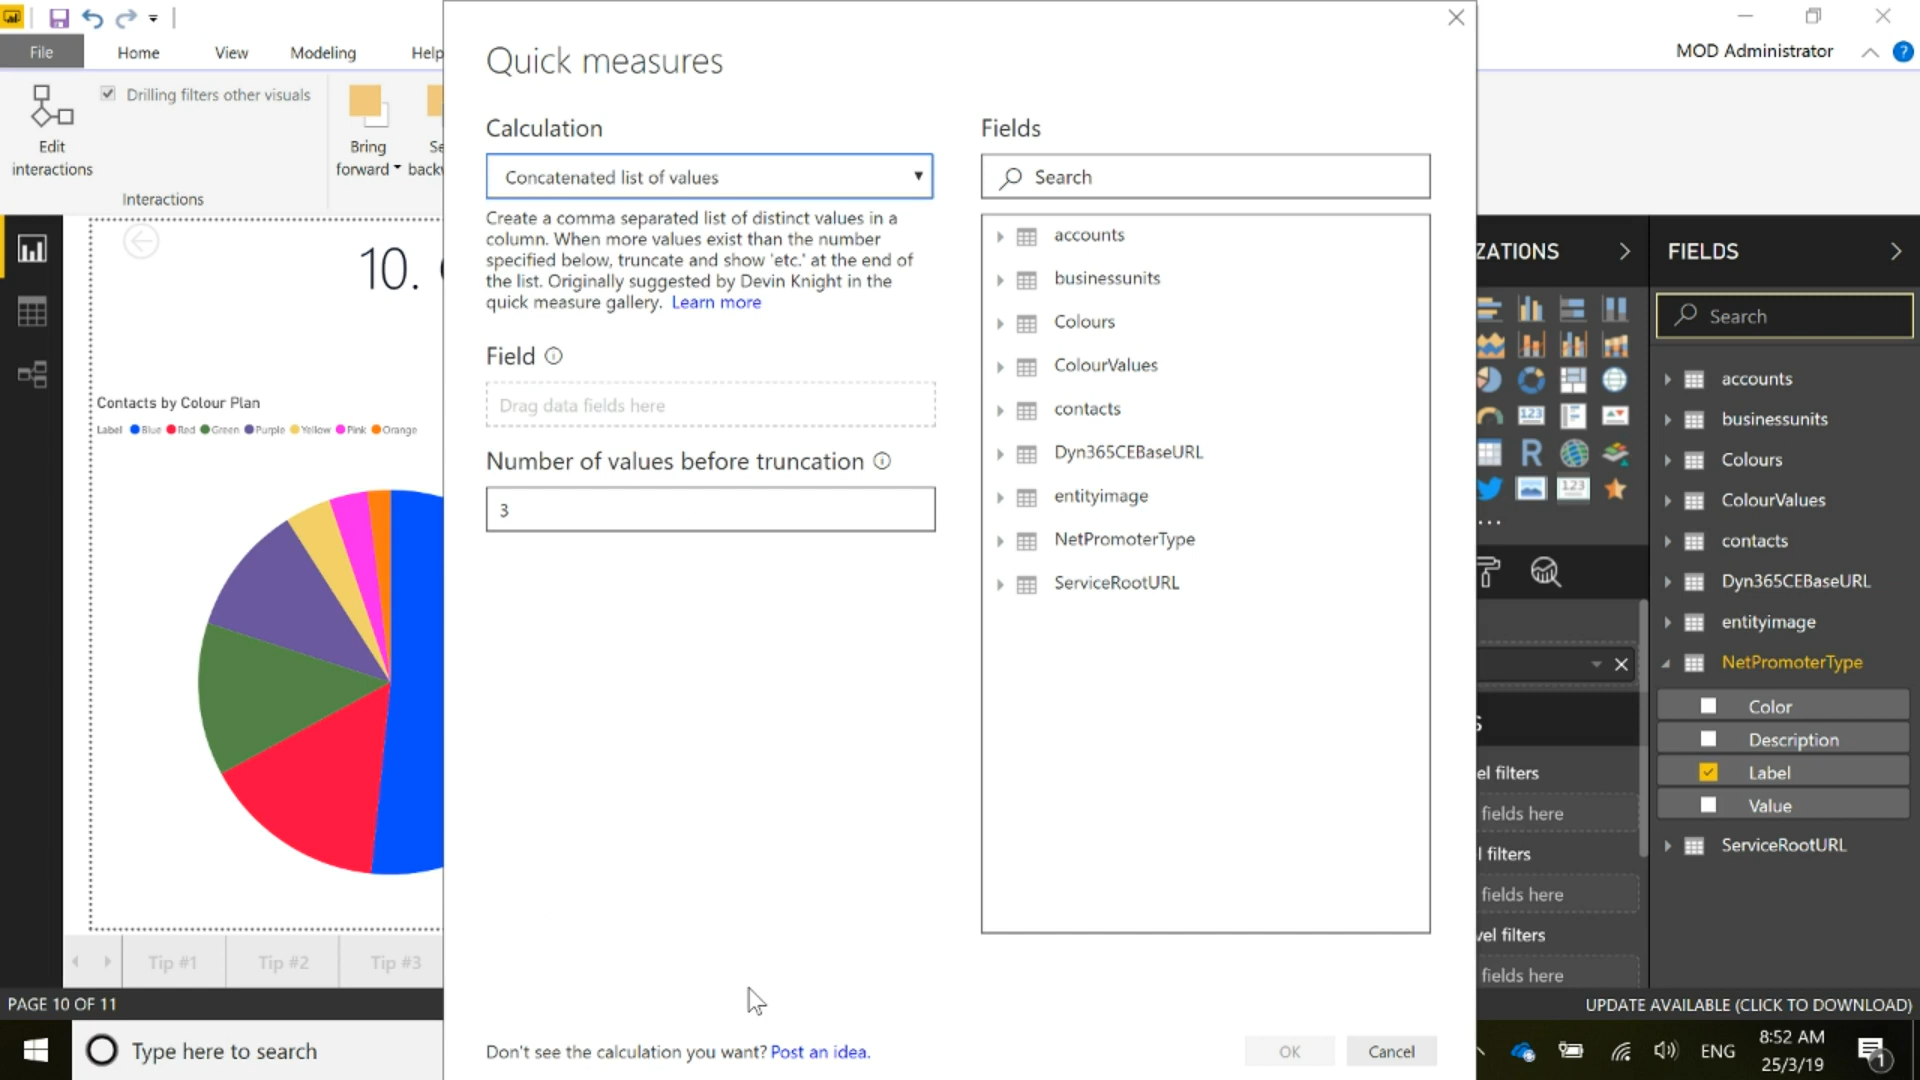 MOD Administrator
File
Home
View
Modeling
Help
Drilling filters other visuals
Edit
interactions
Bring
forward
Se
backw
Interactions
10.
Contacts by Colour Plan
Label Blue Red Green Purple Yellow Pink Orange
Tip #1
Tip #2
Tip #3
PAGE 10 OF 11
Quick measures
Calculation
Concatenated list of values
Create a comma separated list of distinct values in a
column. When more values exist than the number
specified below, truncate and show 'etc.' at the end of
the list. Originally suggested by Devin Knight in the
quick measure gallery. Learn more
Field
Drag data fields here
Number of values before truncation
3
Fields
Search
accounts
businessunits
Colours
ColourValues
contacts
Dyn365CEBaseURL
entityimage
NetPromoterType
ServiceRootURL
Don't see the calculation you want? Post an idea.
OK
Cancel
ZATIONS
123
R
123
S
el filters
fields here
l filters
fields here
vel filters
fields here
FIELDS
Search
accounts
businessunits
Colours
ColourValues
contacts
Dyn365CEBaseURL
entityimage
NetPromoterType
Color
Description
Label
Value
ServiceRootURL
UPDATE AVAILABLE (CLICK TO DOWNLOAD)
Type here to search
ENG
8:52 AM
25/3/19
1